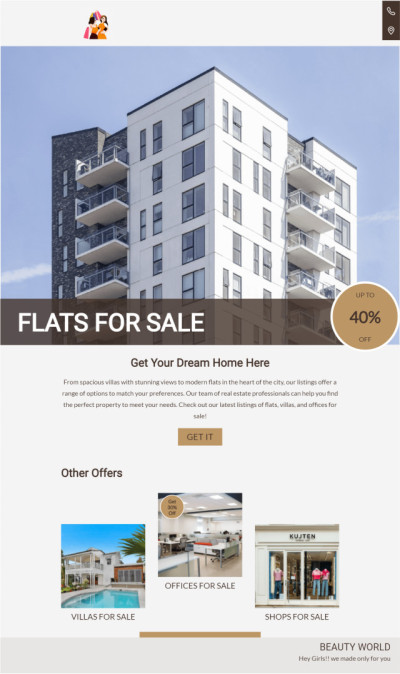 FLATS FOR SALE
UP TO
40%
OFF
Get Your Dream Home Here
From spacious villas with stunning views to modern flats in the heart of the city, our listings offer a
range of options to match your preferences. Our team of real estate professionals can help you find
the perfect property to meet your needs. Check out our latest listings of flats, villas, and offices for
sale!
GET IT
Other Offers
Get
50%
Off
KUJTEN
OFFICES FOR SALE
VILLAS FOR SALE
SHOPS FOR SALE
BEAUTY WORLD
Hey Girls!! we made only for you